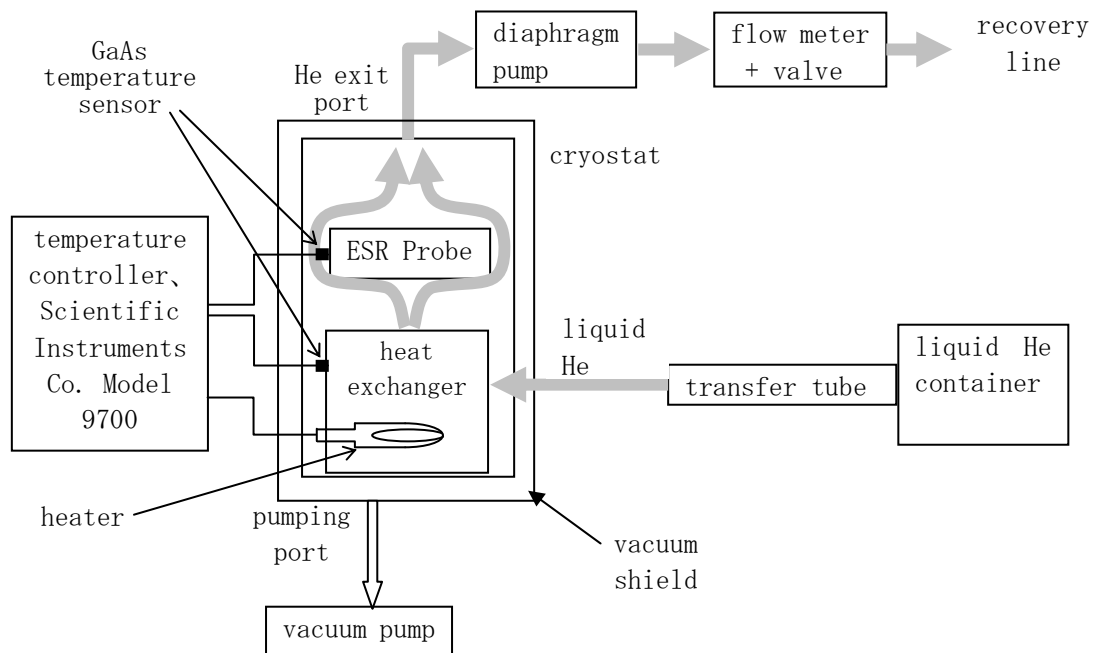 GaAs
temperature
sensor
He exit
port
diaphragm
pump
flow meter
+ valve
recovery
line
cryostat
temperature
controller、
Scientific
Instruments
Co. Model
9700
ESR Probe
heat
exchanger
liquid
He
transfer tube
liquid He
container
heater
pumping
port
vacuum
shield
vacuum pump